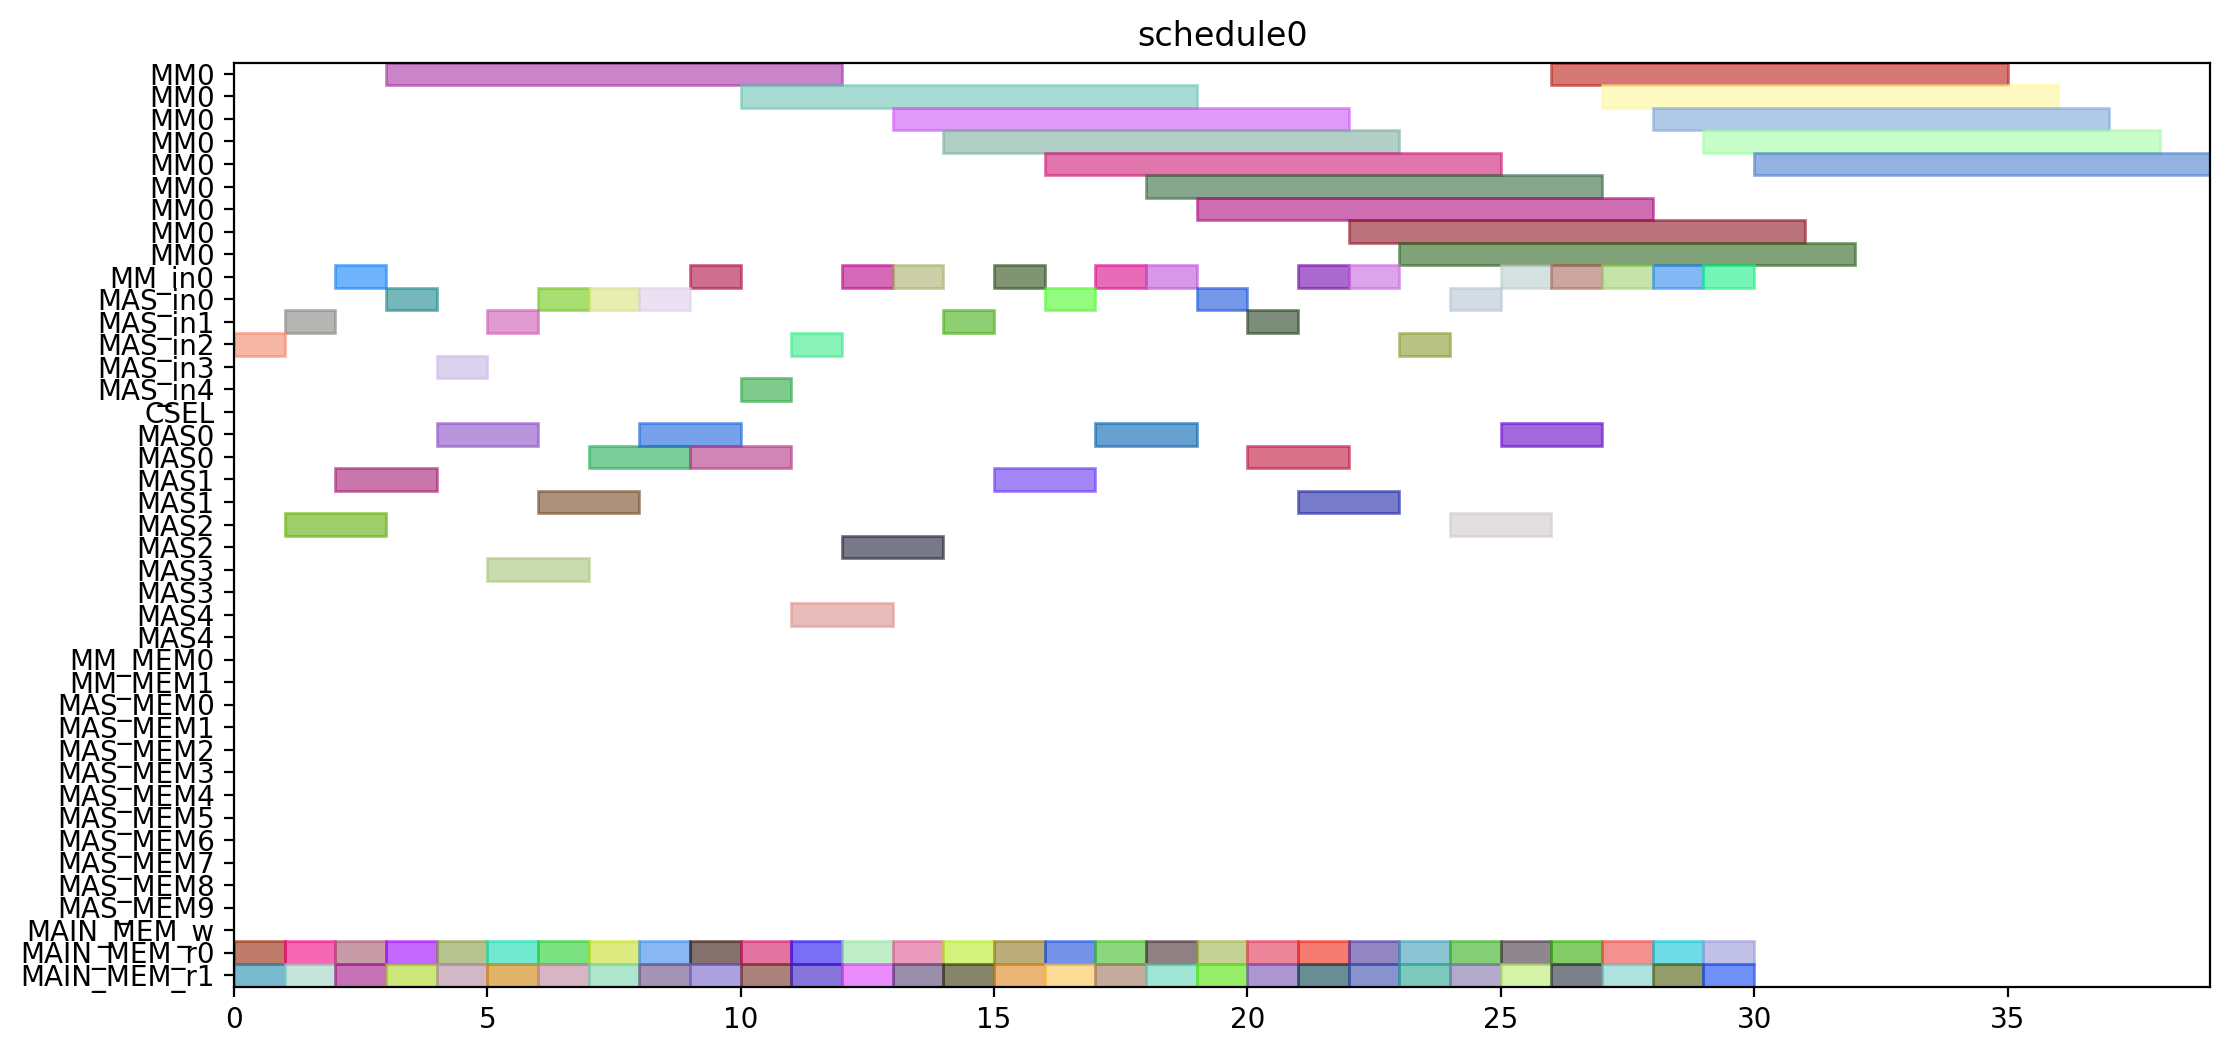 schedule0
MM0
MM0
MM0
MM0
MM0
MM0
MM0
MM0
MM0
MM_in0
MAS_in0
MAS_in1
MAS_in2
MAS_in3
MAS_in4
CSEL
MAS0
MAS0
MAS1
MAS1
MAS2
MAS2
MAS3
MAS3
MAS4
MAS4
MM_MEM0
MM_MEM1
MAS_MEM0
MAS_MEM1
MAS_MEM2
MAS_MEM3
MAS_MEM4
MAS_MEM5
MAS_MEM6
MAS_MEM7
MAS_MEM8
MAS_MEM9
MAIN_MEM_w
MAIN_MEM_r0
MAIN_MEM_r1
0 5 10 15 20 25 30 35